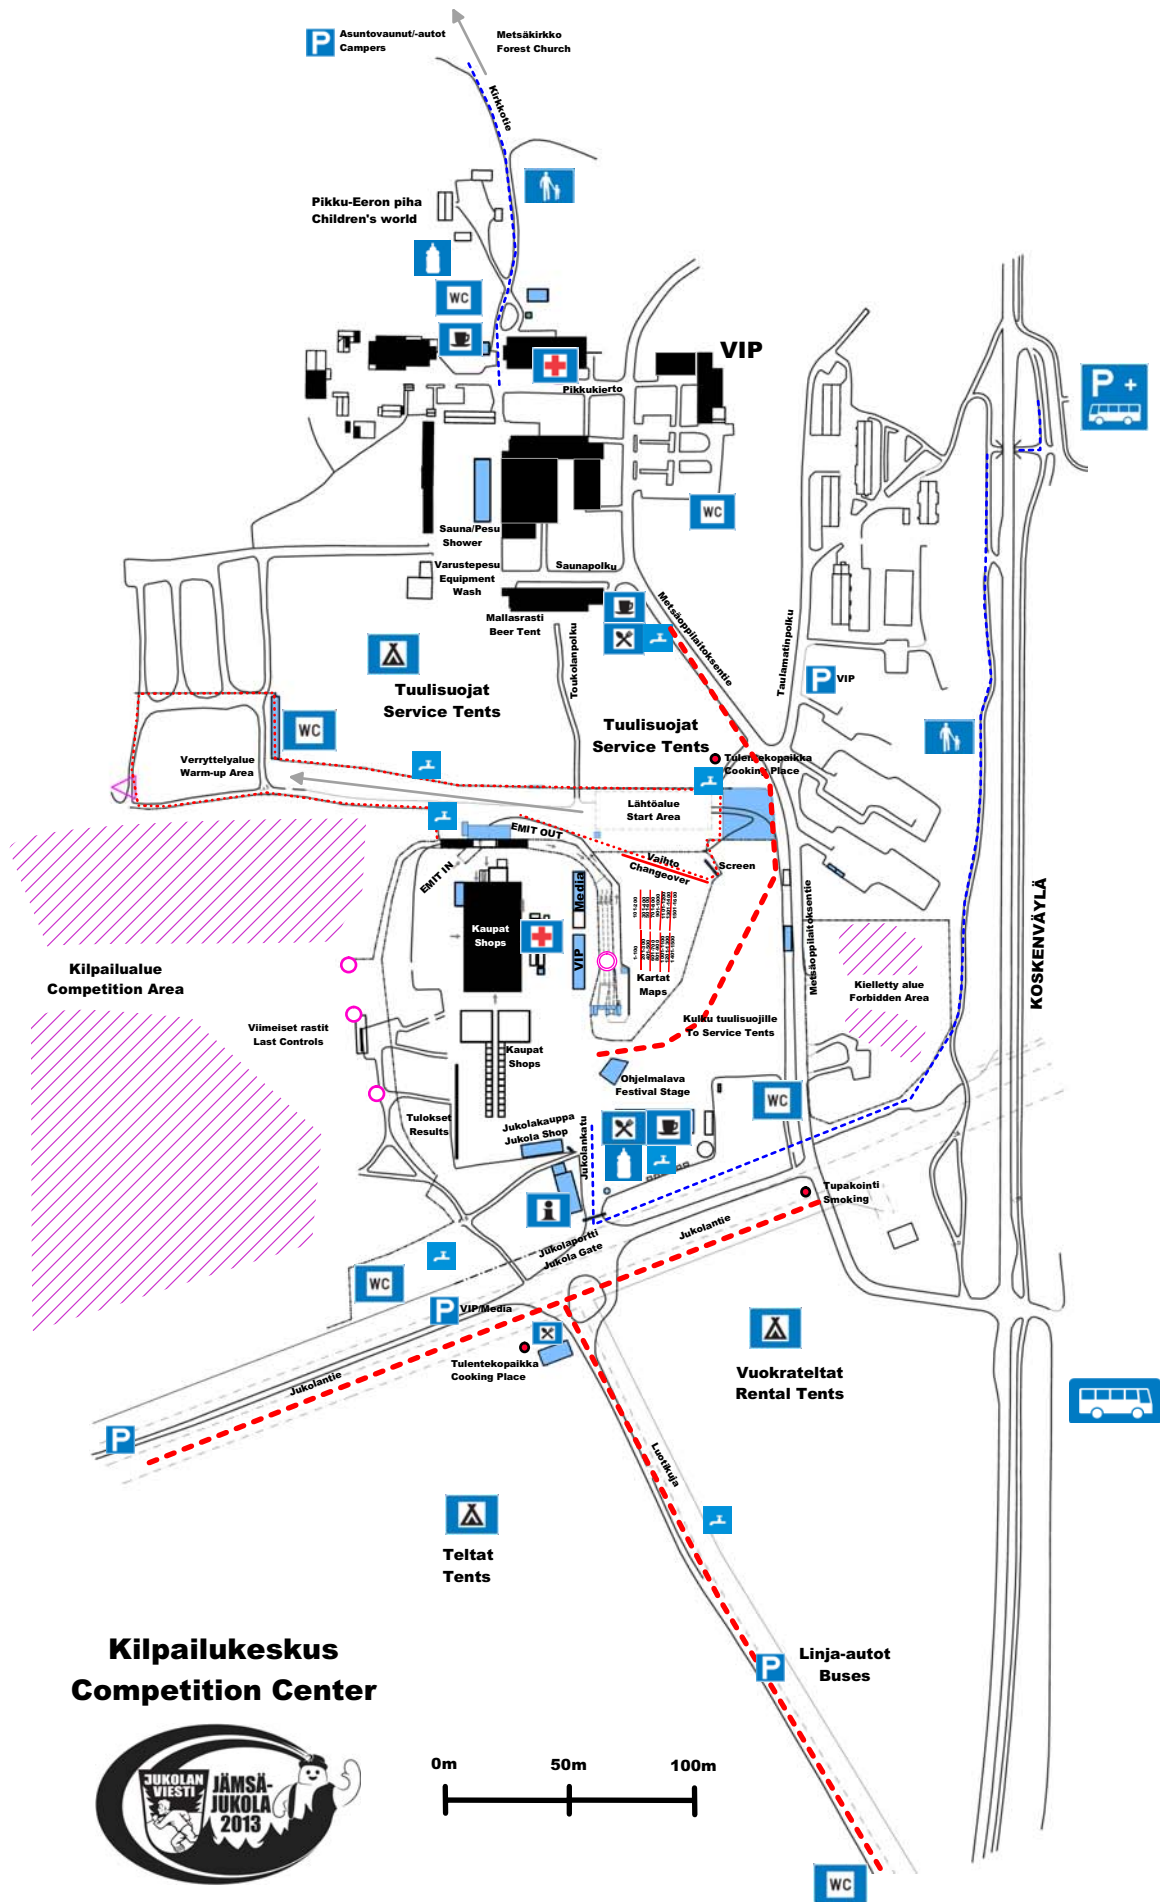 P
Asuntovaunut/-autot
Campers
Metsäkirkko
Forest Church
Kirkkotie
Pikku-Eeron piha
Children's world
WC
VIP
P +
Pikkukierto
WC
Sauna/Pesu
Shower
Varustepesu
Equipment
Wash
Saunapolku
Mallasrasti
Beer Tent
Metsäoppilaitoksentie
Toukolanpolku
Taulamatinpolku
P
VIP
Tuulisuojat
Service Tents
WC
Tuulisuojat
Service Tents
Tulentekopaikka
Cooking Place
Verryttelyalue
Warm-up Area
Lähtöalue
Start Area
EMIT OUT
EMIT IN
Vaihto
Changeover
Screen
Media
VIP
Kaupat
Shops
Kartat
Maps
Metsäoppilaitoksentie
KOSKENVÄYLÄ
Kilpailualue
Competition Area
Kielletty alue
Forbidden Area
Viimeiset rastit
Last Controls
Kulku tuulisuojille
To Service Tents
Kaupat
Shops
Ohjelmalava
Festival Stage
WC
Tulokset
Results
Jukolakauppa
Jukola Shop
Jukolankatu
Tupakointi
Smoking
Jukolaportti
Jukola Gate
Jukolantie
WC
P
VIP/Media
Tulentekopaikka
Cooking Place
Vuokrateltat
Rental Tents
Jukolantie
P
Luotikuja
Teltat
Tents
Linja-autot
Buses
P
Kilpailukeskus
Competition Center
0m
50m
100m
JUKOLAN
VIESTI
JÄMSÄ-
JUKOLA
2013
WC